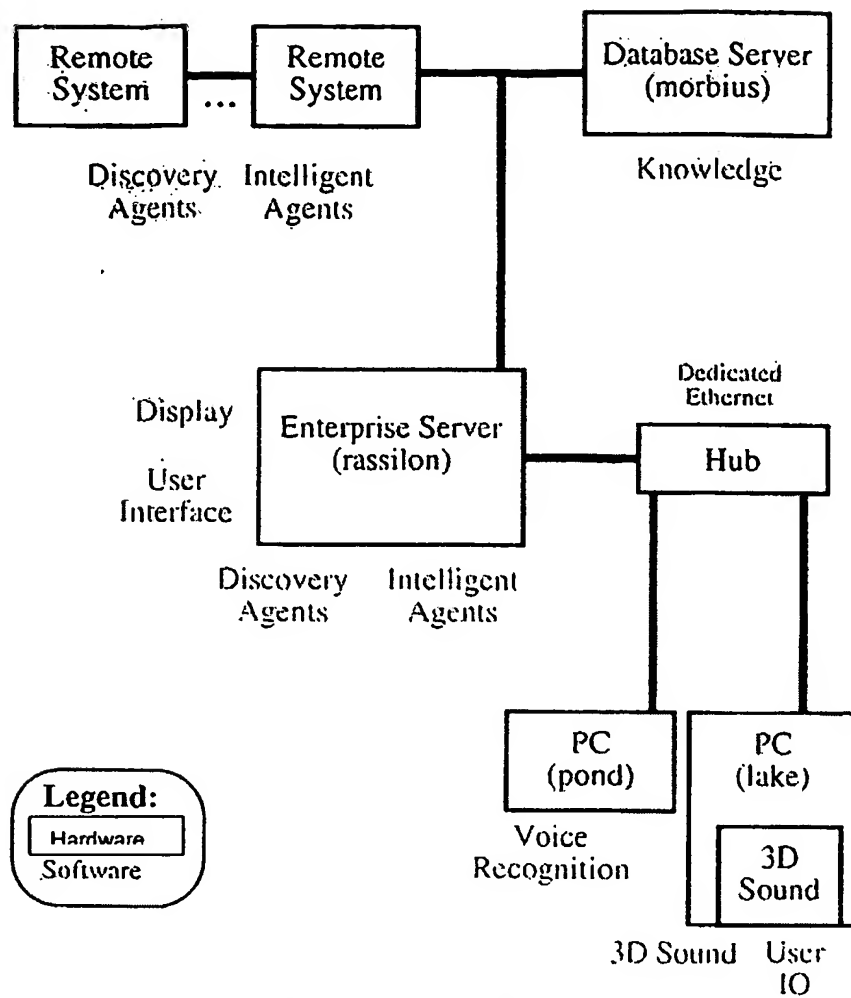 Remote
System
...
Remote
System
Database Server
(morbius)
Discovery
Agents
Intelligent
Agents
Knowledge
Display
User
Interface
Enterprise Server
(rassilon)
Dedicated
Ethernet
Hub
Discovery
Agents
Intelligent
Agents
PC
(pond)
PC
(lake)
Voice
Recognition
3D
Sound
3D Sound
User
IO
Legend:
Hardware
Software